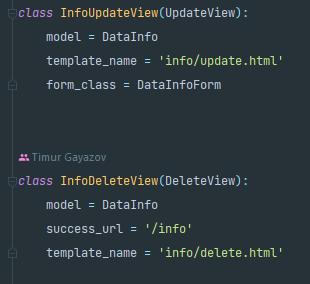 class InfoUpdateView(UpdateView):
    model = DataInfo
    template_name = 'info/update.html'
    form_class = DataInfoForm
Timur Gayazov
class InfoDeleteView(DeleteView):
    model = DataInfo
    success_url = '/info'
    template_name = 'info/delete.html'